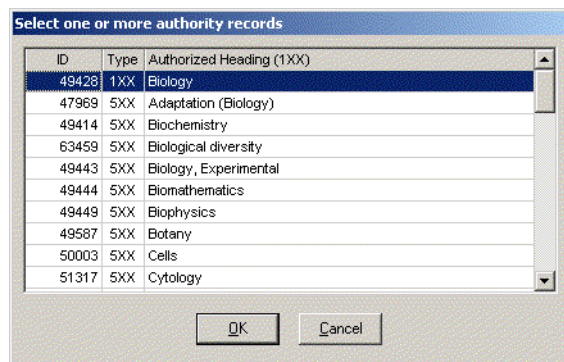 Select one or more authority records
ID Type Authorized Heading (1XX)
49428 1XX Biology
47969 5XX Adaptation (Biology)
49414 5XX Biochemistry
63459 5XX Biological diversity
49443 5XX Biology, Experimental
49444 5XX Biomathematics
49449 5XX Biophysics
49587 5XX Botany
50003 5XX Cells
51317 5XX Cytology
OK Cancel